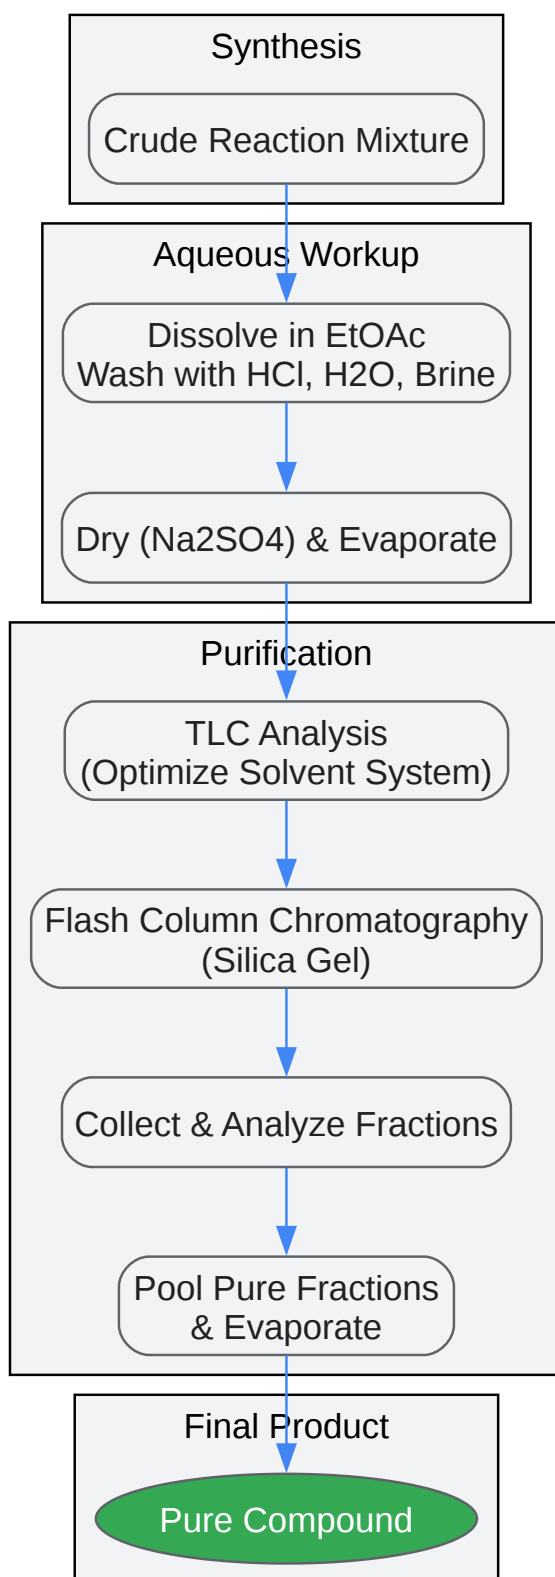 Synthesis
Crude Reaction Mixture
Aqueous Workup
Dissolve in EtOAc
Wash with HCl, H2O, Brine
Dry (Na2SO4) & Evaporate
Purification
TLC Analysis
(Optimize Solvent System)
Flash Column Chromatography
(Silica Gel)
Collect & Analyze Fractions
Pool Pure Fractions
& Evaporate
Final Product
Pure Compound